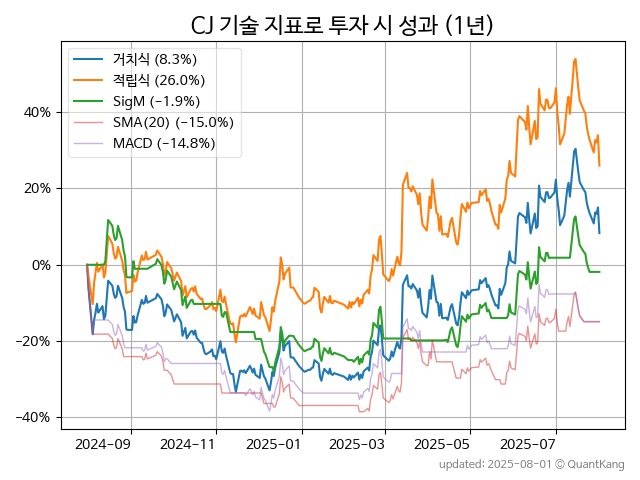 CJ 기술 지표로 투자 시 성과 (1년)
거치식 (8.3%)
적립식 (26.0%)
SigM (−1.9%)
SMA(20) (−15.0%)
MACD (−14.8%)
40%
20%
0%
−20%
−40%
2024-09
2024-11
2025-01
2025-03
2025-05
2025-07
updated: 2025-08-01 © QuantKang